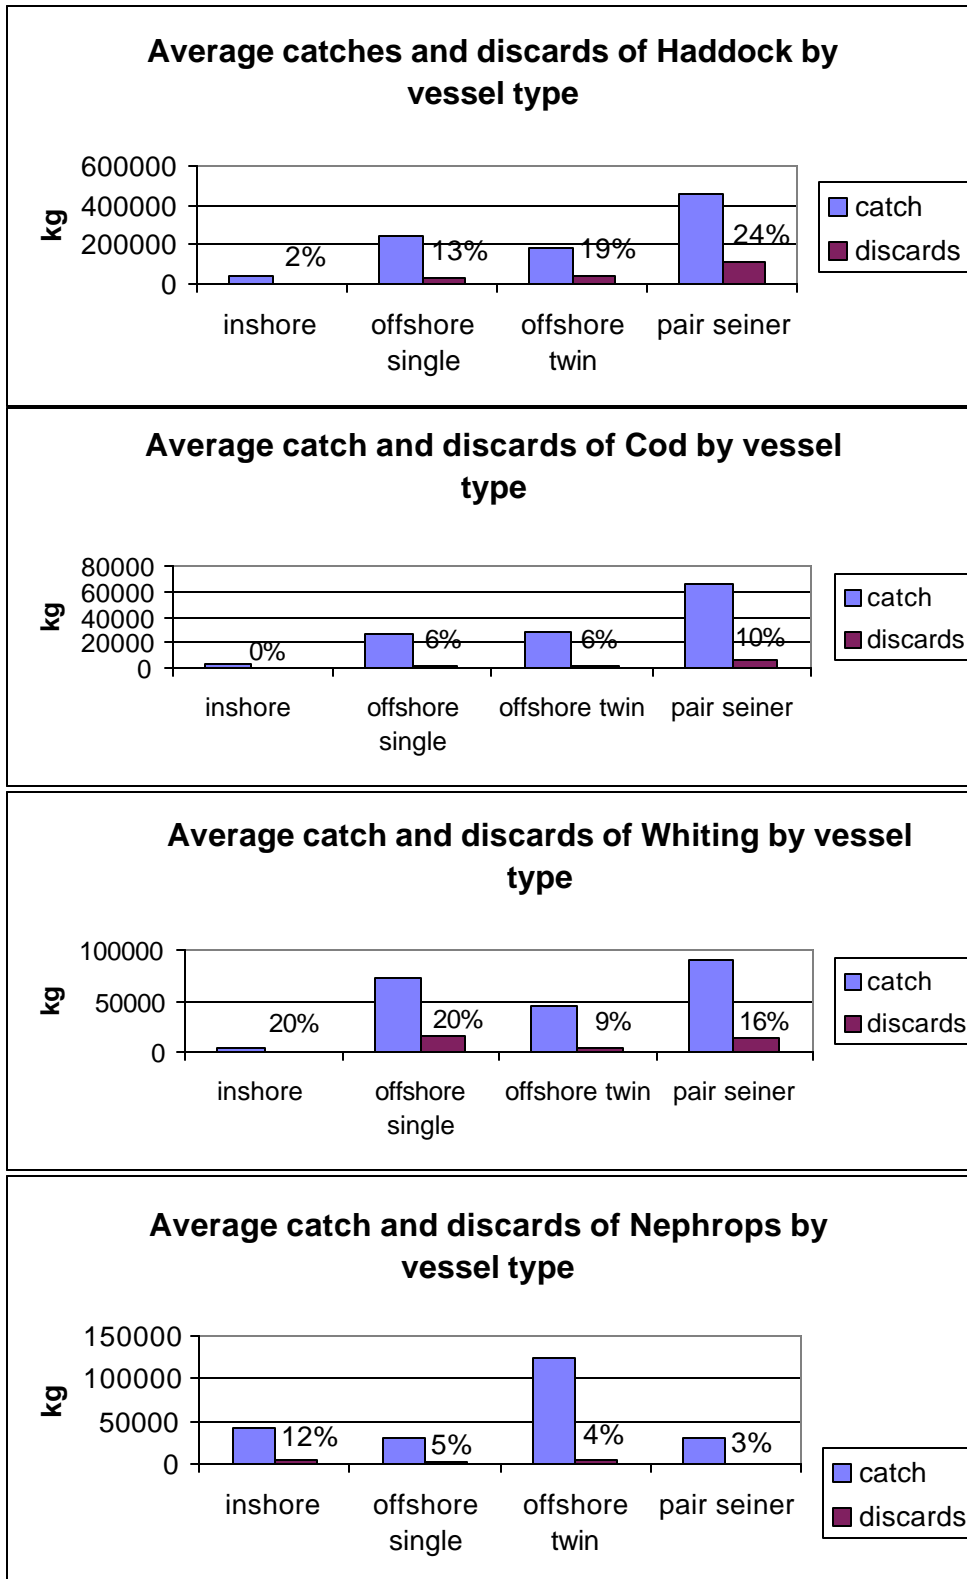 Average catches and discards of Haddock by
vessel type
600000
400000
200000
0
kg
2%
13%
19%
24%
inshore
offshore
single
offshore
twin
pair seiner
catch
discards
Average catch and discards of Cod by vessel
type
80000
60000
40000
20000
0
kg
0%
6%
6%
10%
inshore
offshore
single
offshore twin
pair seiner
catch
discards
Average catch and discards of Whiting by vessel
type
100000
50000
0
kg
20%
20%
9%
16%
inshore
offshore
single
offshore twin
pair seiner
catch
discards
Average catch and discards of Nephrops by
vessel type
150000
100000
50000
0
kg
12%
5%
4%
3%
inshore
offshore
single
offshore
twin
pair seiner
catch
discards